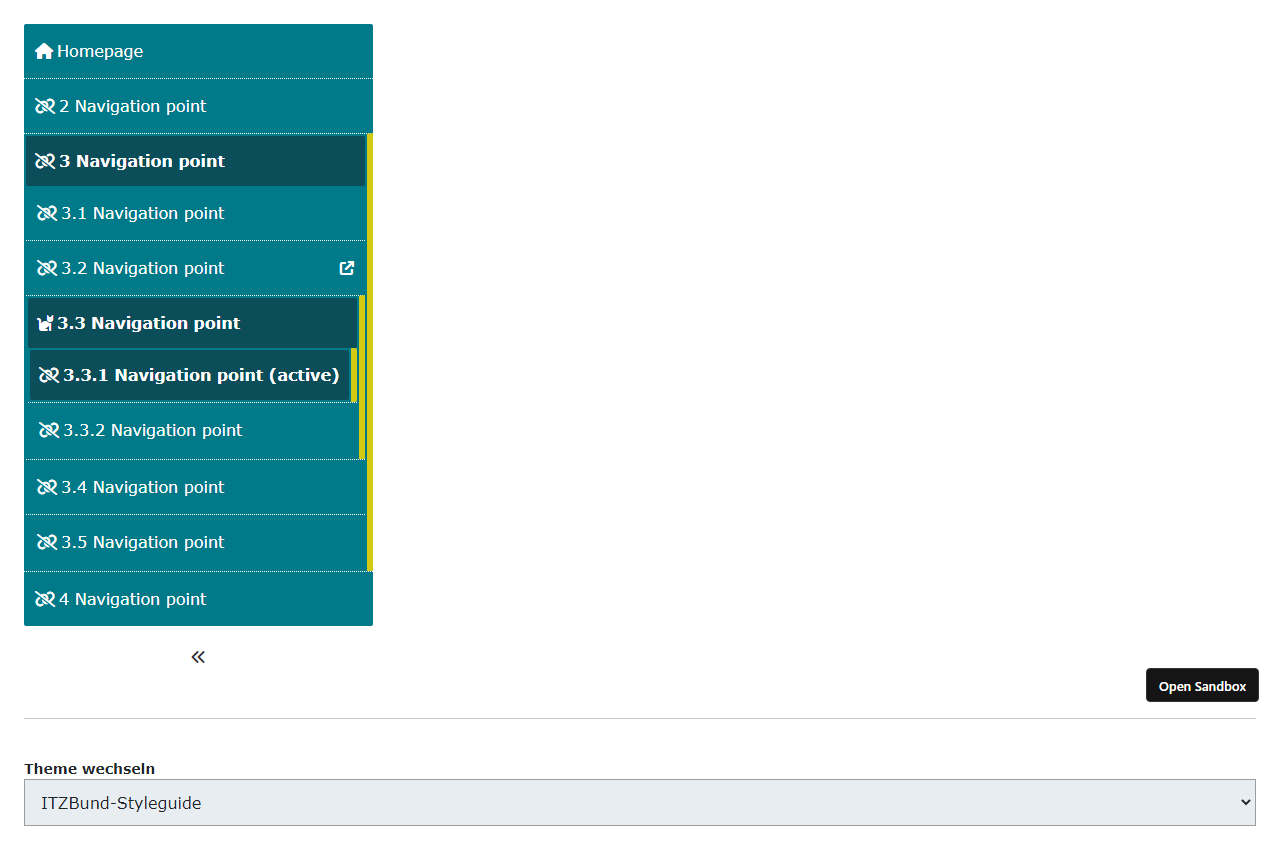 Homepage
2 Navigation point
3 Navigation point
3.1 Navigation point
3.2 Navigation point
3.3 Navigation point
3.3.1 Navigation point (active)
3.3.2 Navigation point
3.4 Navigation point
3.5 Navigation point
4 Navigation point
Open Sandbox
Theme wechseln
ITZBund-Styleguide